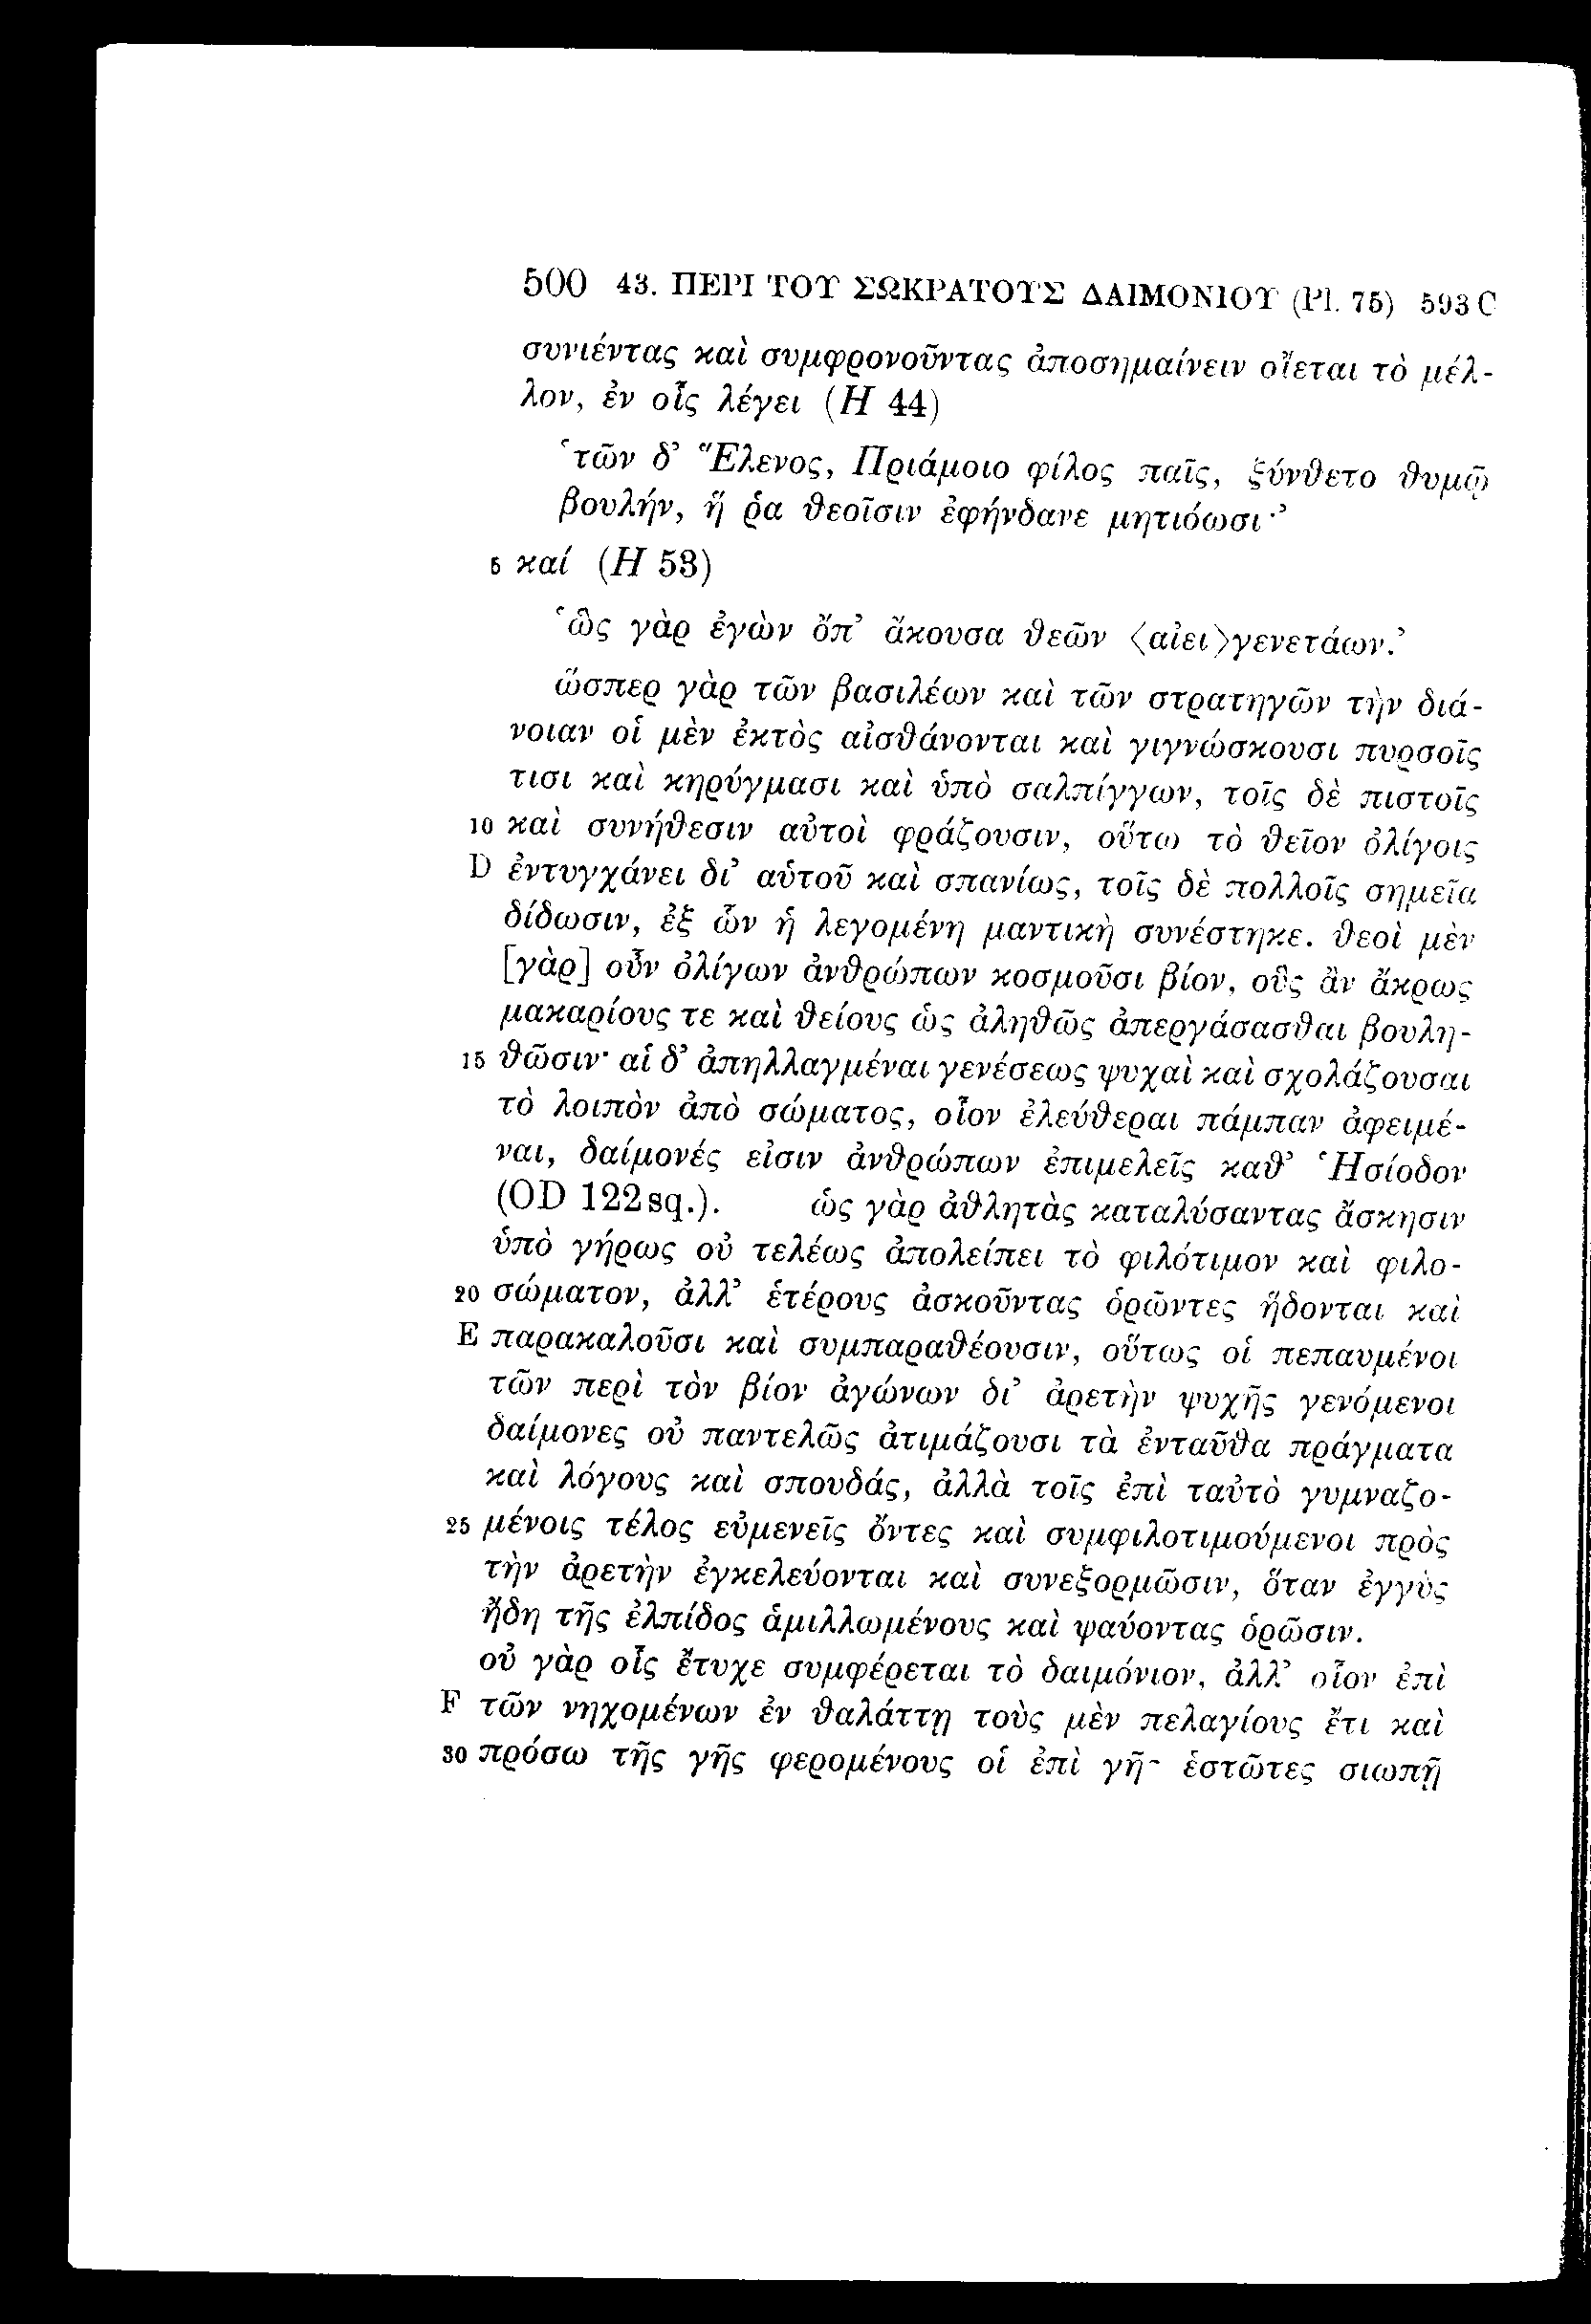 500 43. ΠΕΡΙ ΤΟΥ ΣΩΚΡΑΤΟΥΣ ΔΑΙΜΟΝΙΟΥ (Pl. 75) 593 C
συνιέντας καὶ συμφρονοῦντας ἀποσημαίνειν οἴεται τὸ μέλ-
λον, ἐν οἷς λέγει (Η 44)
‘τῶν δ’ Ἕλενος, Πριάμοιο φίλος παῖς, ξύνθετο θυμῷ
βουλήν, ἥ ῥα θεοῖσιν ἐφήνδανε μητιόωσι·’
5 καί (Η 53)
‘ὣς γὰρ ἐγὼν ὄπ’ ἄκουσα θεῶν 〈αἰει〉γενετάων.’
ὥσπερ γὰρ τῶν βασιλέων καὶ τῶν στρατηγῶν τὴν διά-
νοιαν οἱ μὲν ἐκτὸς αἰσθάνονται καὶ γιγνώσκουσι πυρσοῖς
τισι καὶ κηρύγμασι καὶ ὑπὸ σαλπίγγων, τοῖς δὲ πιστοῖς
10 καὶ συνήθεσιν αὐτοὶ φράζουσιν, οὕτω τὸ θεῖον ὀλίγοις
D ἐντυγχάνει δι’ αὑτοῦ καὶ σπανίως, τοῖς δὲ πολλοῖς σημεῖα
δίδωσιν, ἐξ ὧν ἡ λεγομένη μαντικὴ συνέστηκε. θεοὶ μὲν
[γὰρ] οὖν ὀλίγων ἀνθρώπων κοσμοῦσι βίον, οὓς ἂν ἄκρως
μακαρίους τε καὶ θείους ὡς ἀληθῶς ἀπεργάσασθαι βουλη-
15 θῶσιν· αἱ δ’ ἀπηλλαγμέναι γενέσεως ψυχαὶ καὶ σχολάζουσαι
τὸ λοιπὸν ἀπὸ σώματος, οἷον ἐλεύθεραι πάμπαν ἀφειμέ-
ναι, δαίμονές εἰσιν ἀνθρώπων ἐπιμελεῖς καθ’ Ἡσίοδον
(OD 122 sq.). ὡς γὰρ ἀθλητὰς καταλύσαντας ἄσκησιν
ὑπὸ γήρως οὐ τελέως ἀπολείπει τὸ φιλότιμον καὶ φιλο-
20 σώματον, ἀλλ’ ἑτέρους ἀσκοῦντας ὁρῶντες ἥδονται καὶ
E παρακαλοῦσι καὶ συμπαραθέουσιν, οὕτως οἱ πεπαυμένοι
τῶν περὶ τὸν βίον ἀγώνων δι’ ἀρετὴν ψυχῆς γενόμενοι
δαίμονες οὐ παντελῶς ἀτιμάζουσι τὰ ἐνταῦθα πράγματα
καὶ λόγους καὶ σπουδάς, ἀλλὰ τοῖς ἐπὶ ταὐτὸ γυμναζο-
25 μένοις τέλος εὐμενεῖς ὄντες καὶ συμφιλοτιμούμενοι πρὸς
τὴν ἀρετὴν ἐγκελεύονται καὶ συνεξορμῶσιν, ὅταν ἐγγὺς
ἤδη τῆς ἐλπίδος ἁμιλλωμένους καὶ ψαύοντας ὁρῶσιν.
οὐ γὰρ οἷς ἔτυχε συμφέρεται τὸ δαιμόνιον, ἀλλ’ οἷον ἐπὶ
F τῶν νηχομένων ἐν θαλάττῃ τοὺς μὲν πελαγίους ἔτι καὶ
30 πρόσω τῆς γῆς φερομένους οἱ ἐπὶ γῆς ἑστῶτες σιωπῇ